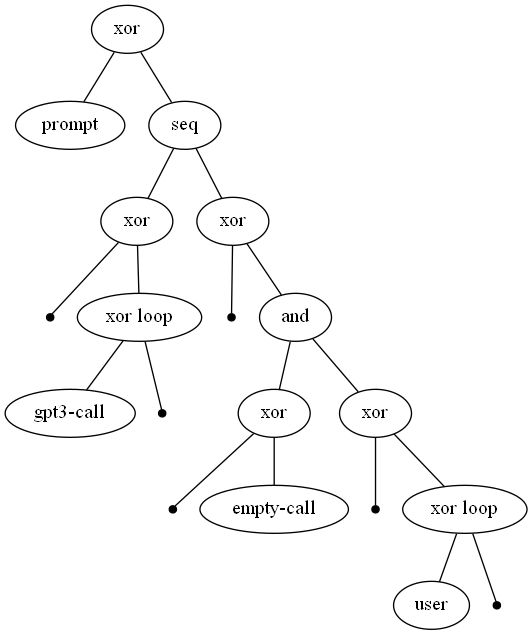 xor
prompt
seq
xor
xor
xor loop
and
gpt3-call
xor
xor
empty-call
xor loop
user